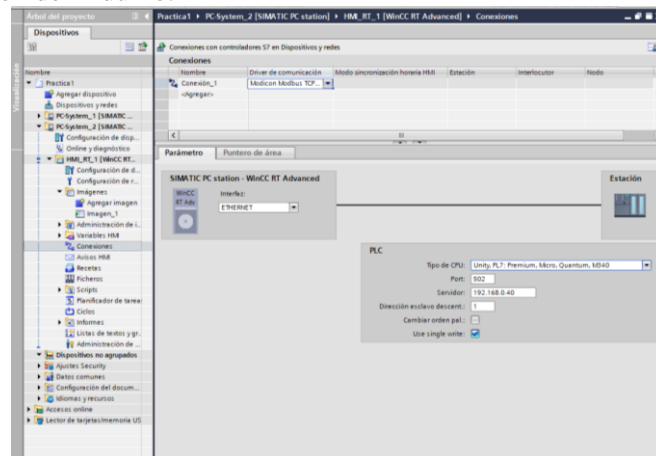 Árbol del proyecto
Practica1 ▸ PC-System_2 [SIMATIC PC station] ▸ HMI_RT_1 [WinCC RT Advanced] ▸ Conexiones
Dispositivos
Visualización
Nombre
Practica1
Agregar dispositivo
Dispositivos y redes
PC-System_1 [SIMATIC ...
PC-System_2 [SIMATIC ...
Configuración de disp...
Online y diagnóstico
HMI_RT_1 [WinCC RT...
Configuración de d...
Configuración de r...
Imágenes
Agregar imagen
Imagen_1
Administración de i...
Variables HMI
Conexiones
Avisos HMI
Recetas
Ficheros
Scripts
Planificador de tareas
Ciclos
Informes
Listas de textos y gr...
Administración de ...
Dispositivos no agrupados
Ajustes Security
Datos comunes
Configuración del docum...
Idiomas y recursos
Accesos online
Lector de tarjetas/memoria US
Conexiones con controladores S7 en Dispositivos y redes
Conexiones
Nombre Driver de comunicación Modo sincronización horaria HMI Estación Interlocutor Nodo
Conexión_1 Modicon Modbus TCP...
<Agregar>
Parámetro Puntero de área
SIMATIC PC station - WinCC RT Advanced
Estación
WinCC
RT Adv
Interfaz:
ETHERNET
PLC
Tipo de CPU: Unity, PL7: Premium, Micro, Quantum, M340
Port: 502
Servidor: 192.168.0.40
Dirección esclavo descent.: 1
Cambiar orden pal.:
Use single write: